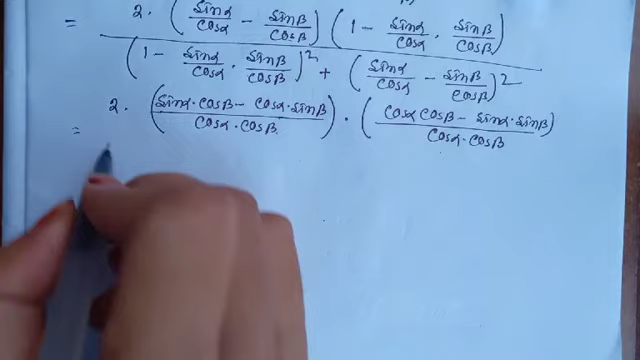 = 2 · (sinα/cosα − sinβ/cosβ) (1 − sinα/cosα · sinβ/cosβ)
(1 − sinα/cosα · sinβ/cosβ)² + (sinα/cosα − sinβ/cosβ)²
= 2 · (sinα·cosβ − cosα·sinβ / cosα·cosβ) · (cosα cosβ − sinα·sinβ / cosα·cosβ)